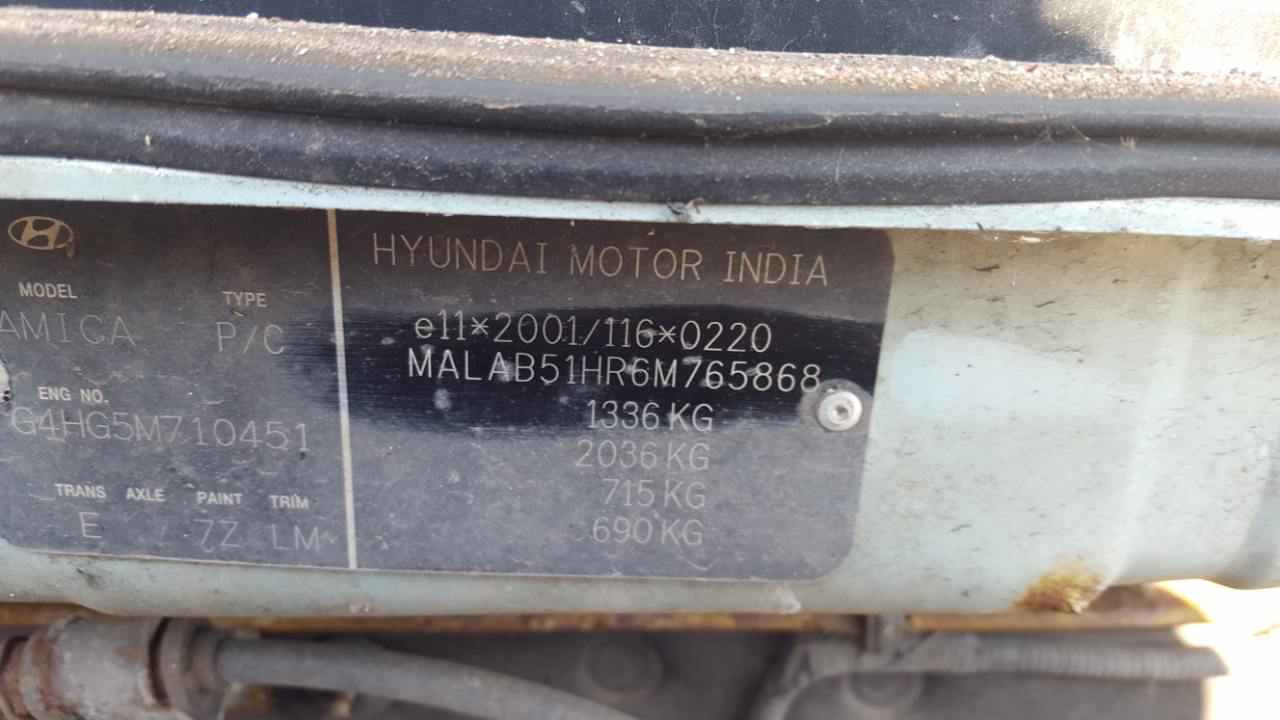 MODEL TYPE
AMICA P/C
ENG NO.
G4HG5M710451
TRANS AXLE PAINT TRIM
E / 7Z LM
HYUNDAI MOTOR INDIA
e11*2001/116*0220
MALAB51HR6M765868
1336 KG
2036 KG
715 KG
690 KG